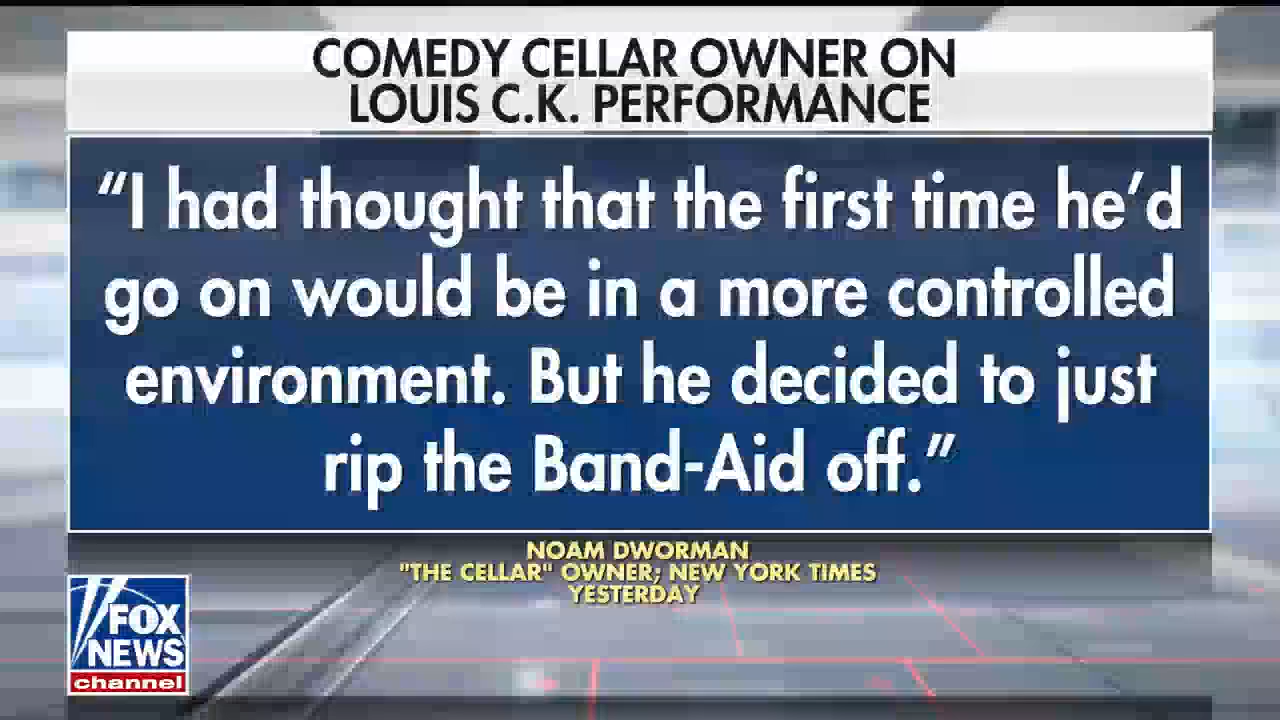 COMEDY CELLAR OWNER ON
LOUIS C.K. PERFORMANCE
“I had thought that the first time he’d
go on would be in a more controlled
environment. But he decided to just
rip the Band-Aid off.”
NOAM DWORMAN
"THE CELLAR" OWNER; NEW YORK TIMES
YESTERDAY
FOX
NEWS
channel